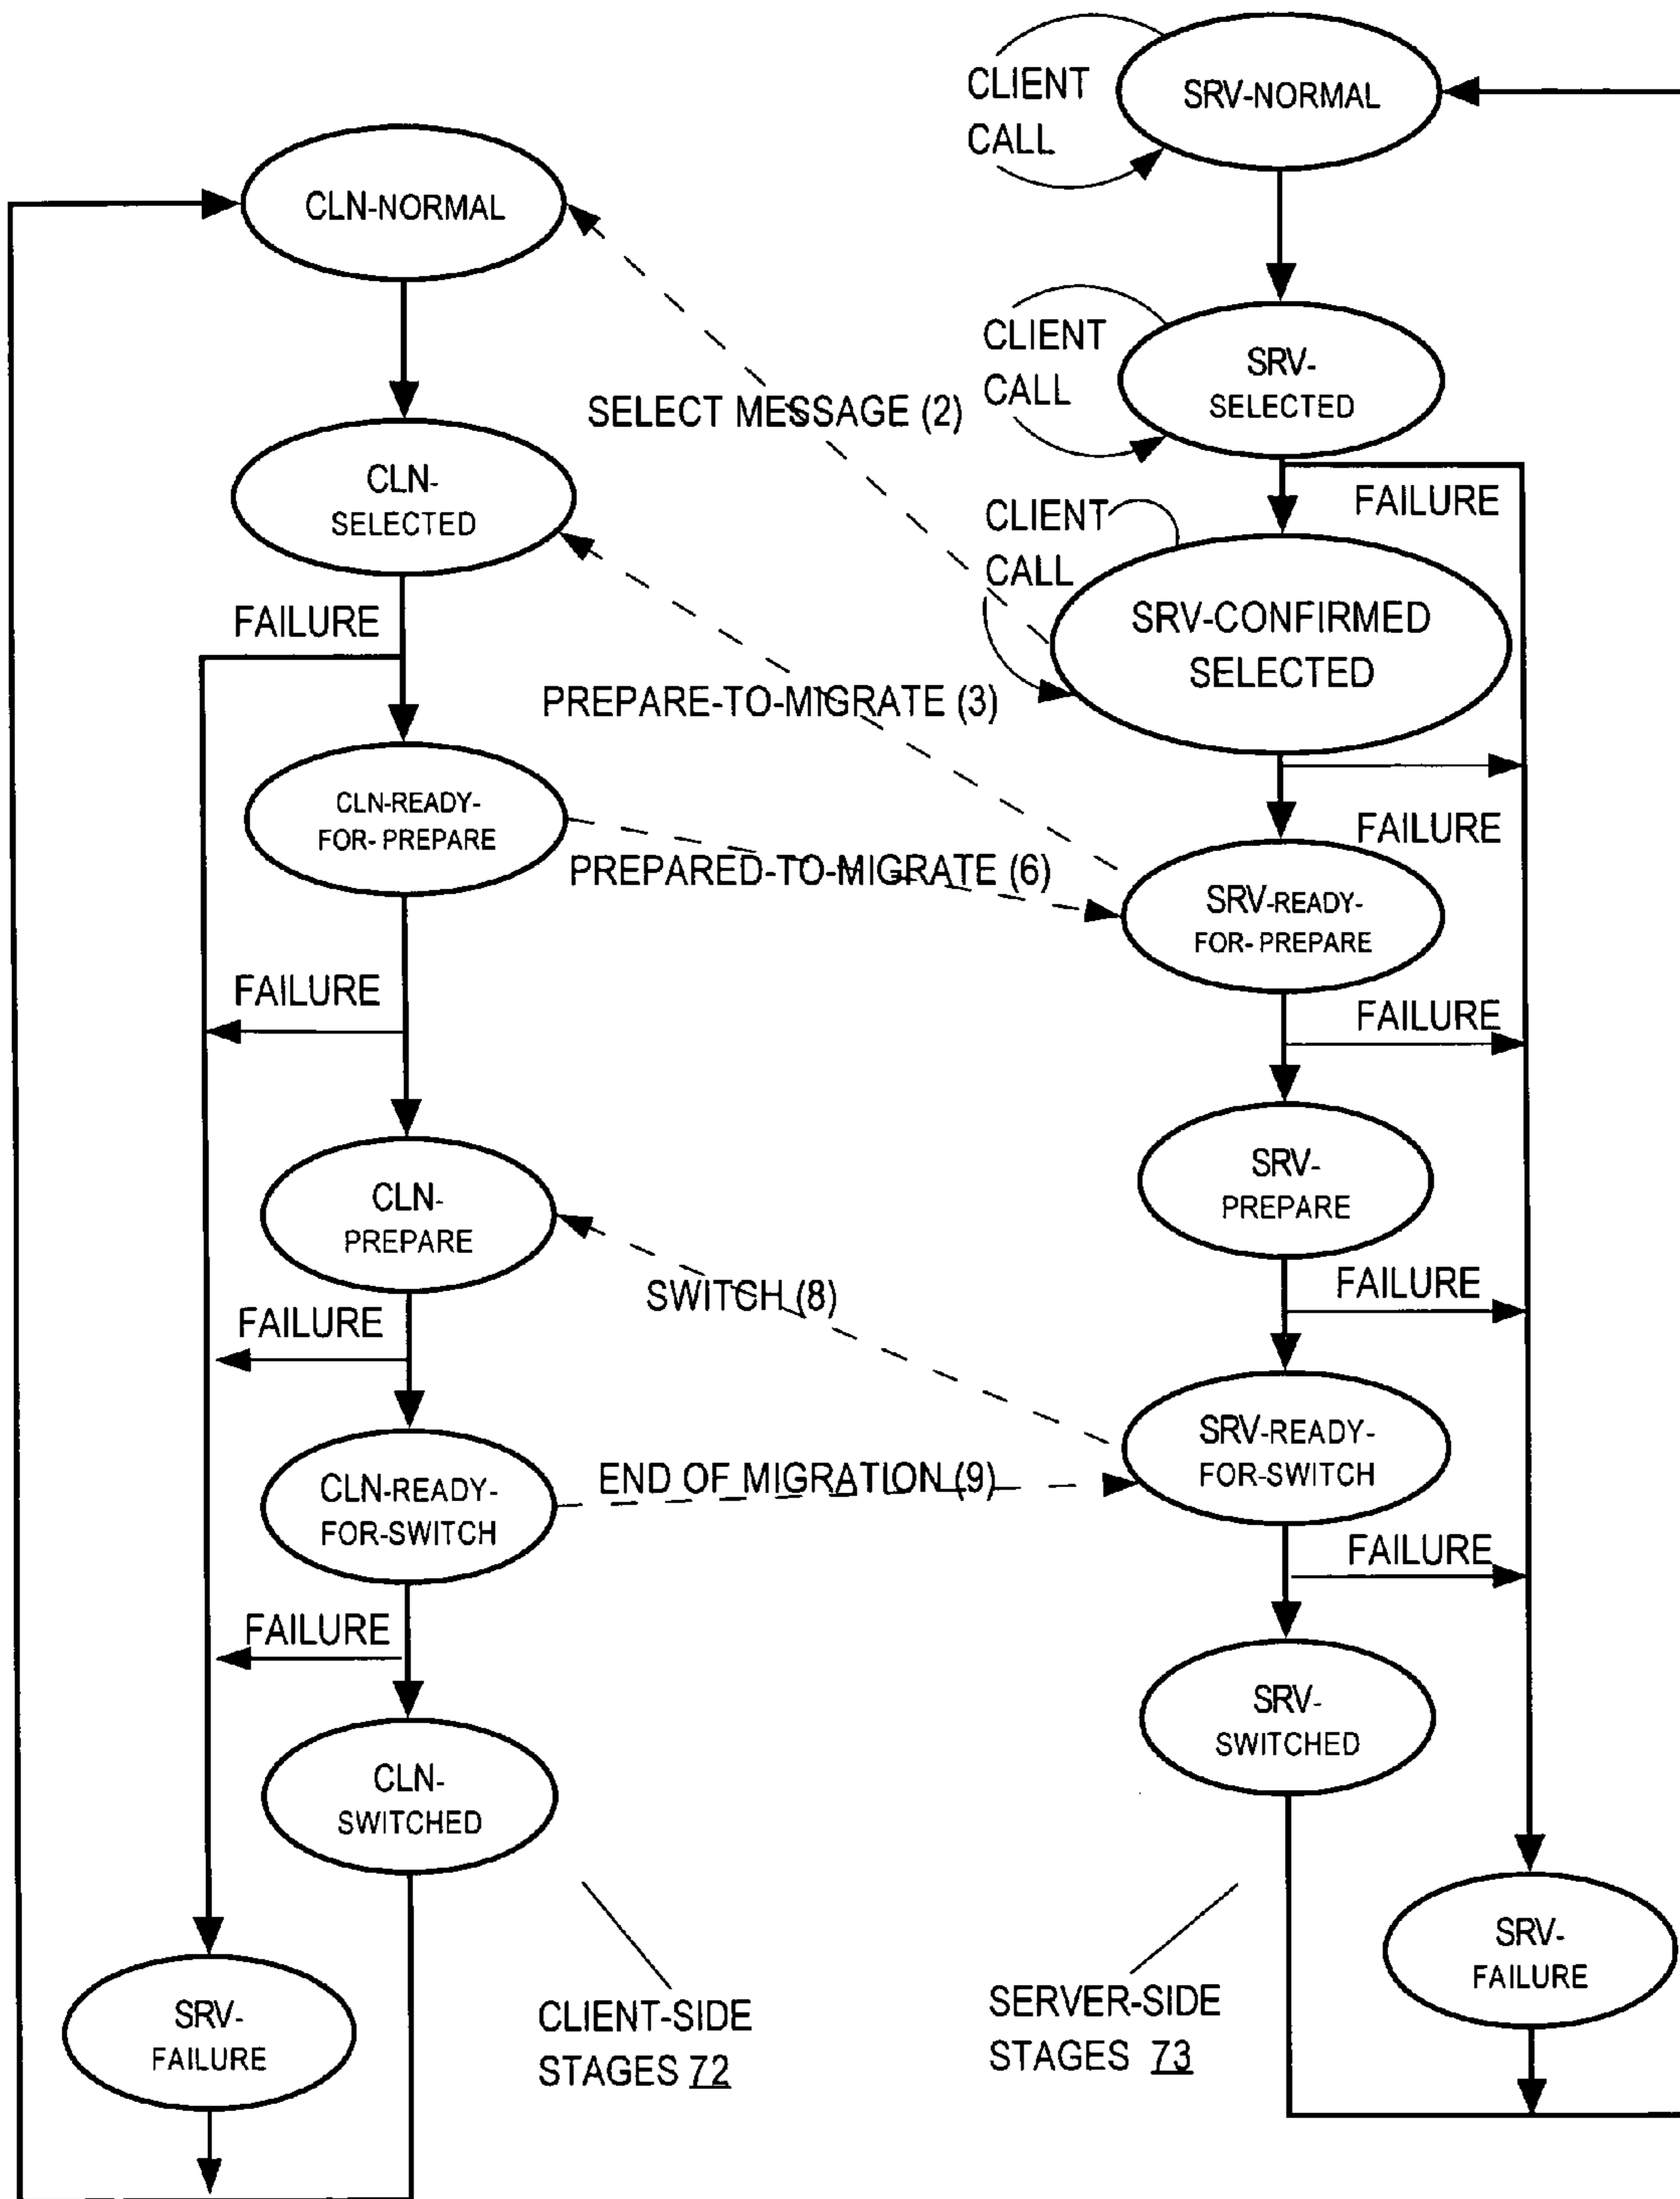 CLIENT
CALL
SRV-NORMAL
CLN-NORMAL
CLIENT
CALL
SRV-
SELECTED
SELECT MESSAGE (2)
CLN-
SELECTED
FAILURE
CLIENT
CALL
SRV-CONFIRMED
SELECTED
FAILURE
PREPARE-TO-MIGRATE (3)
CLN-READY-
FOR- PREPARE
FAILURE
PREPARED-TO-MIGRATE (6)
SRV-READY-
FOR- PREPARE
FAILURE
FAILURE
CLN-
PREPARE
SRV-
PREPARE
SWITCH (8)
FAILURE
FAILURE
CLN-READY-
FOR-SWITCH
END OF MIGRATION (9)
SRV-READY-
FOR-SWITCH
FAILURE
FAILURE
CLN-
SWITCHED
SRV-
SWITCHED
SRV-
FAILURE
CLIENT-SIDE
STAGES 72
SERVER-SIDE
STAGES 73
SRV-
FAILURE